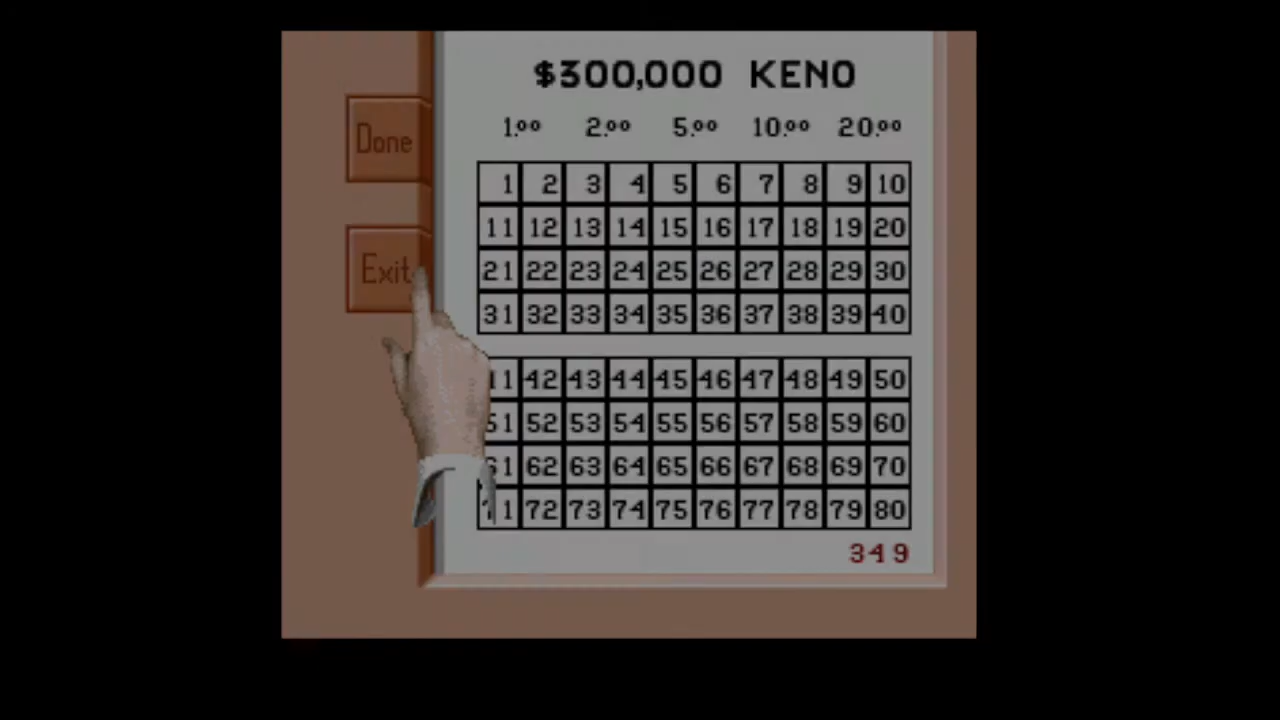 $300,000 KENO
1.00 2.00 5.00 10.00 20.00
Done
1 2 3 4 5 6 7 8 9 10
11 12 13 14 15 16 17 18 19 20
Exit
21 22 23 24 25 26 27 28 29 30
31 32 33 34 35 36 37 38 39 40
42 43 44 45 46 47 48 49 50
52 53 54 55 56 57 58 59 60
62 63 64 65 66 67 68 69 70
72 73 74 75 76 77 78 79 80
349